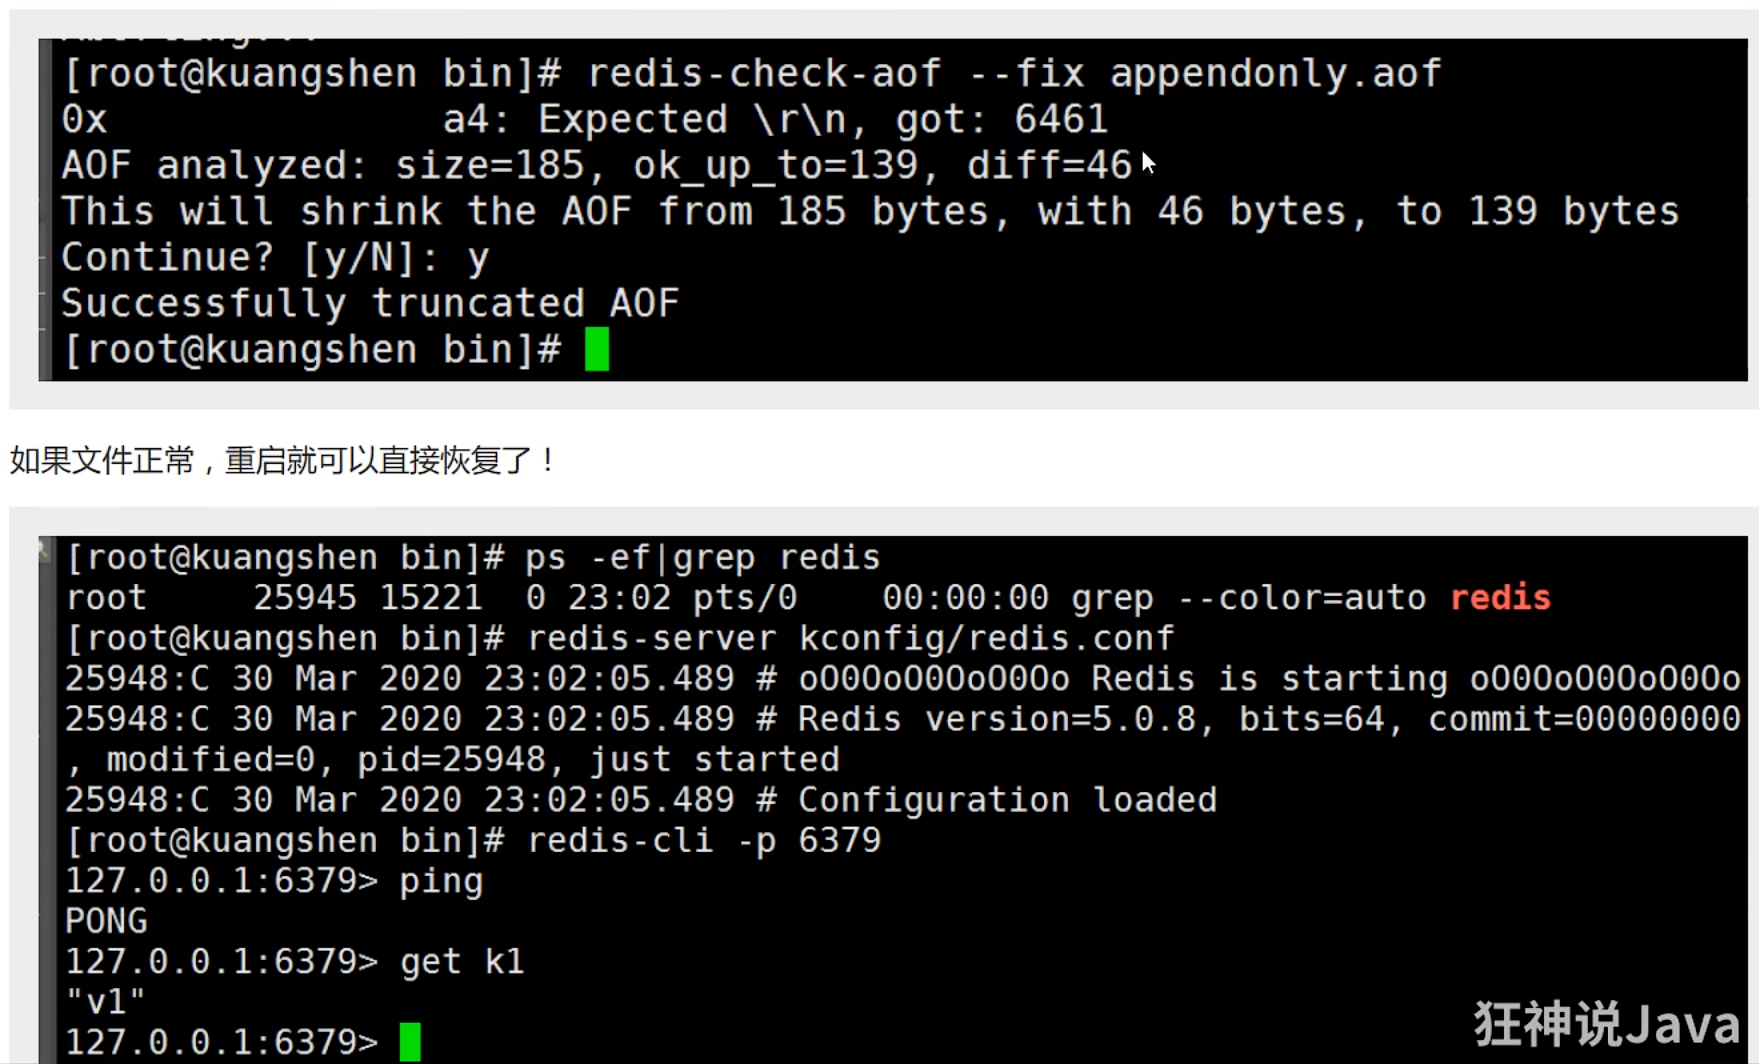 [root@kuangshen bin]# redis-check-aof --fix appendonly.aof
0x              a4: Expected \r\n, got: 6461
AOF analyzed: size=185, ok_up_to=139, diff=46
This will shrink the AOF from 185 bytes, with 46 bytes, to 139 bytes
Continue? [y/N]: y
Successfully truncated AOF
[root@kuangshen bin]#
如果文件正常，重启就可以直接恢复了！
[root@kuangshen bin]# ps -ef|grep redis
root     25945 15221  0 23:02 pts/0    00:00:00 grep --color=auto redis
[root@kuangshen bin]# redis-server kconfig/redis.conf
25948:C 30 Mar 2020 23:02:05.489 # oO0OoO0OoO0Oo Redis is starting oO0OoO0OoO0Oo
25948:C 30 Mar 2020 23:02:05.489 # Redis version=5.0.8, bits=64, commit=00000000
, modified=0, pid=25948, just started
25948:C 30 Mar 2020 23:02:05.489 # Configuration loaded
[root@kuangshen bin]# redis-cli -p 6379
127.0.0.1:6379> ping
PONG
127.0.0.1:6379> get k1
"v1"
127.0.0.1:6379>
狂神说Java